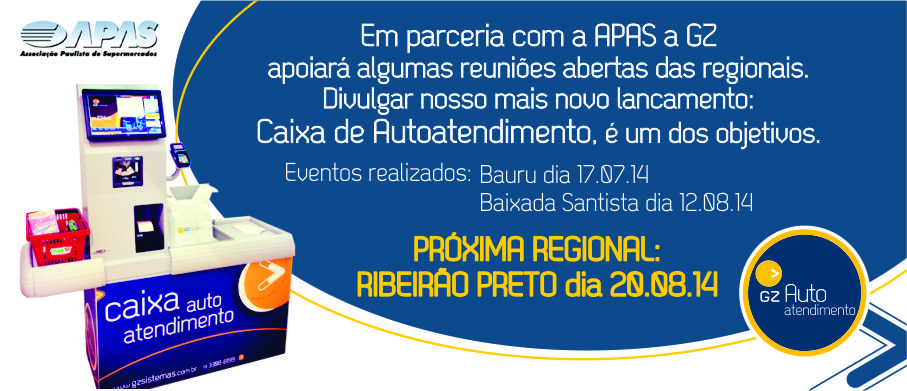 APAS
Associação Paulista de Supermercados
Em parceria com a APAS a GZ
apoiará algumas reuniões abertas das regionais.
Divulgar nosso mais novo lancamento:
Caixa de Autoatendimento, é um dos objetivos.
Eventos realizados: Bauru dia 17.07.14
Baixada Santista dia 12.08.14
PRÓXIMA REGIONAL:
RIBEIRÃO PRETO dia 20.08.14
caixa auto
atendimento
www.gzsistemas.com.br
GZ Auto
atendimento